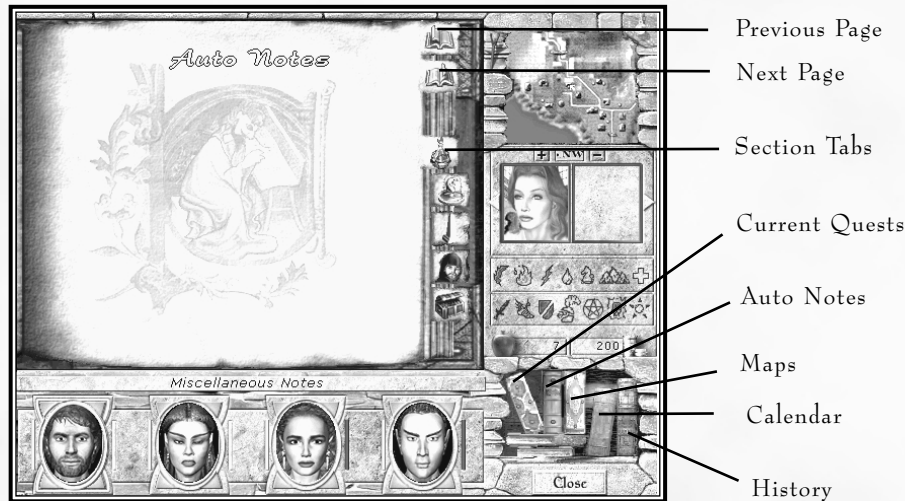 Auto Notes
+ .NW −
7 200
Miscellaneous Notes
Close
Previous Page
Next Page
Section Tabs
Current Quests
Auto Notes
Maps
Calendar
History